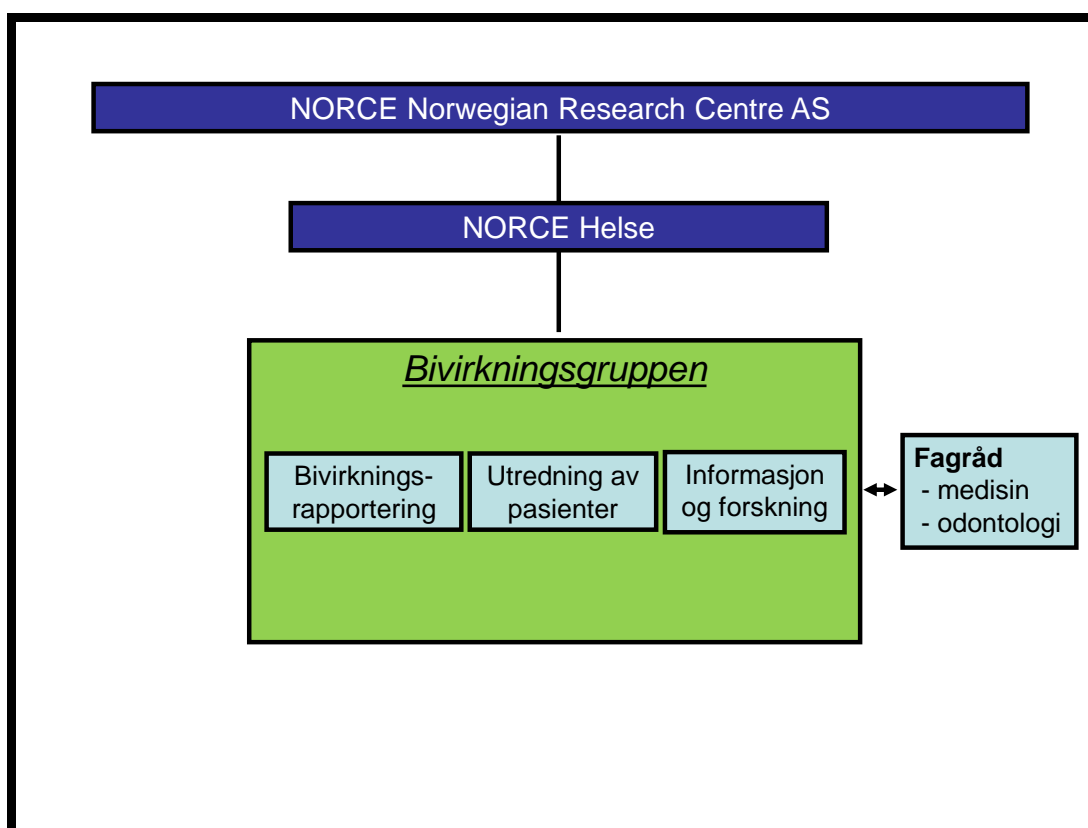 NORCE Norwegian Research Centre AS
NORCE Helse
Bivirkningsgruppen
Bivirknings-
rapportering
Utredning av
pasienter
Informasjon
og forskning
Fagråd
- medisin
- odontologi